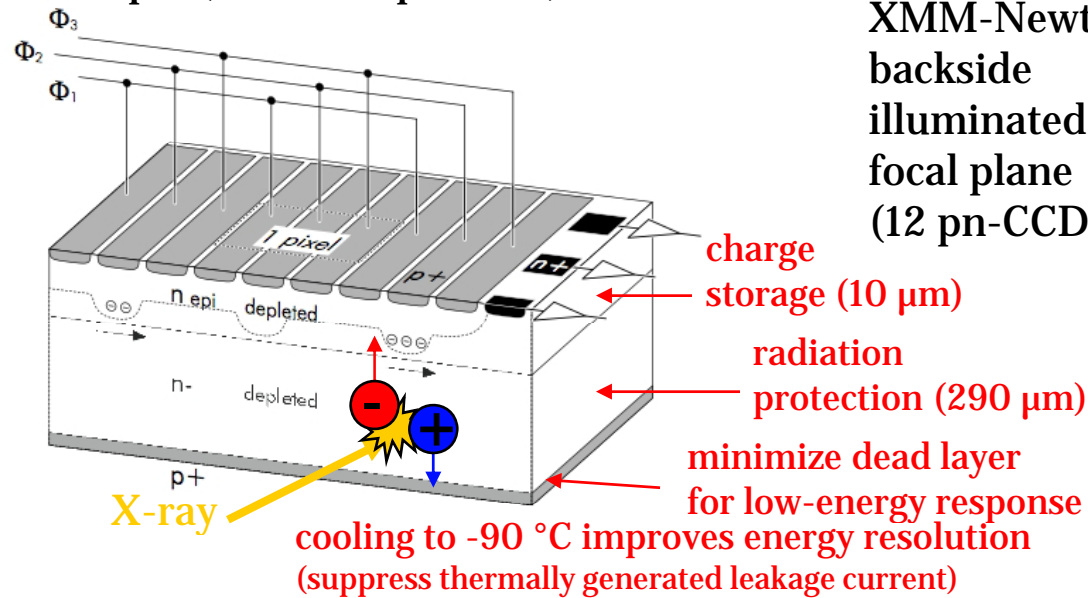 XMM-Newt
backside
illuminated
focal plane
(12 pn-CCD
Φ3
Φ2
Φ1
1 pixel
p+
n+
n epi
depleted
n-
depleted
p+
- +
X-ray
charge
storage (10 µm)
radiation
protection (290 µm)
minimize dead layer
for low-energy response
cooling to -90 °C improves energy resolution
(suppress thermally generated leakage current)